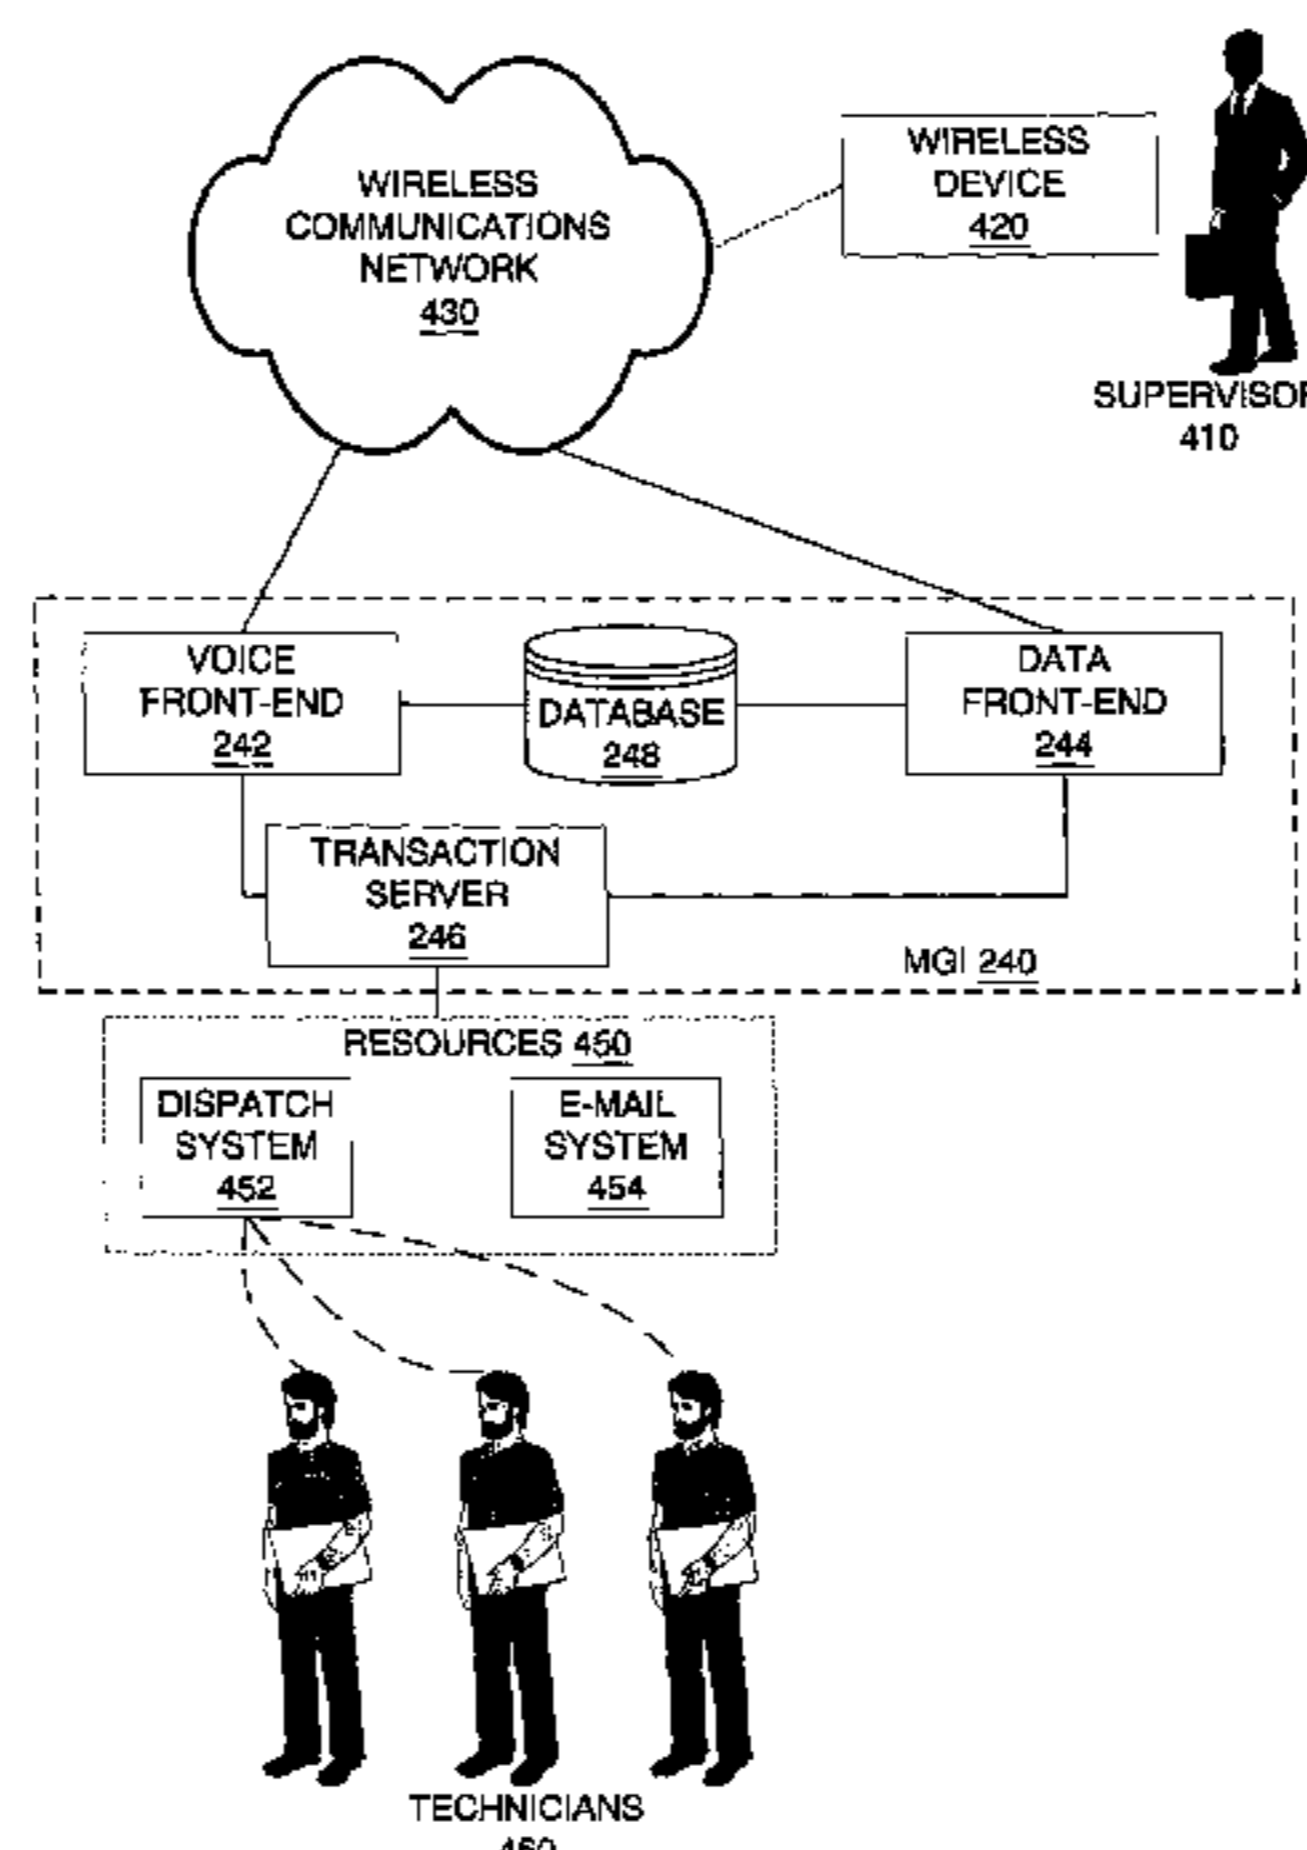 WIRELESS
COMMUNICATIONS
NETWORK
430
WIRELESS
DEVICE
420
SUPERVISOR
410
VOICE
FRONT-END
242
DATABASE
248
DATA
FRONT-END
244
TRANSACTION
SERVER
246
MGI 240
RESOURCES 450
DISPATCH
SYSTEM
452
E-MAIL
SYSTEM
454
TECHNICIANS
460